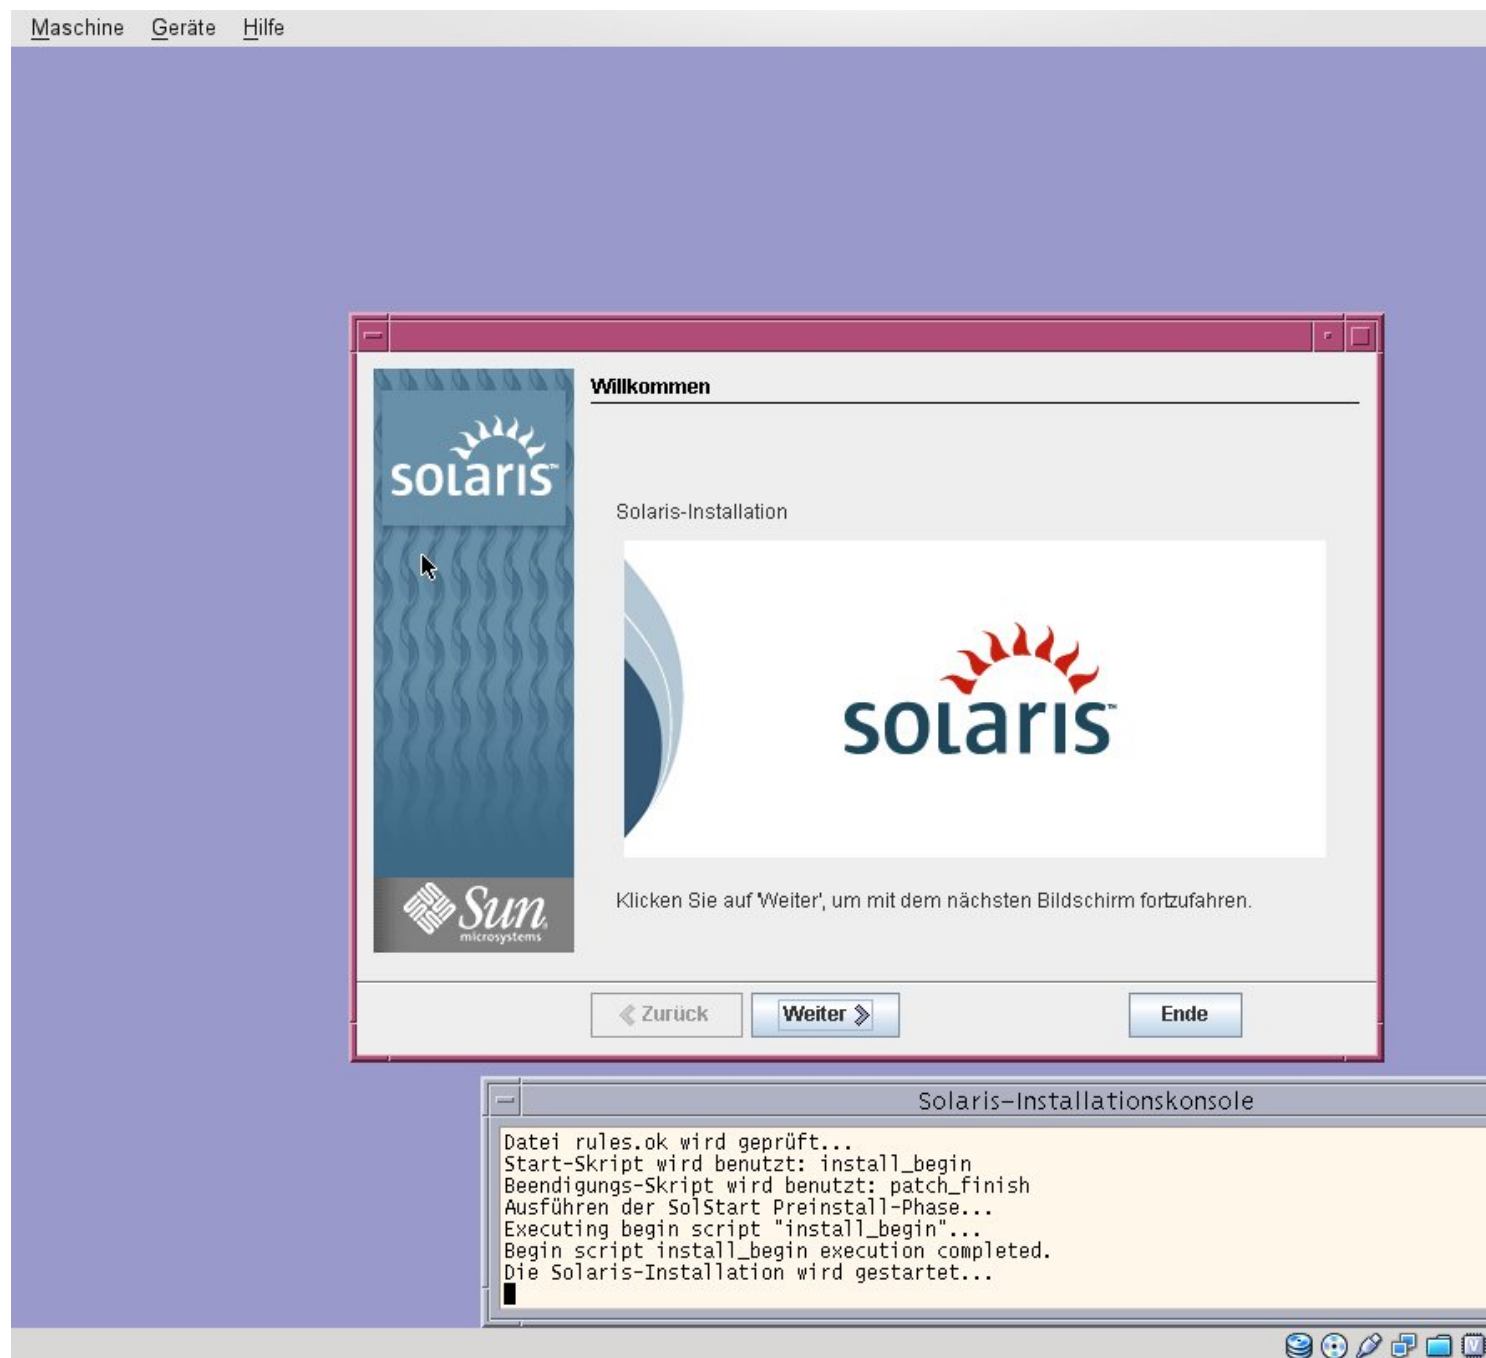 Maschine Geräte Hilfe
solaris™
Sun
microsystems
Willkommen
Solaris-Installation
solaris™
Klicken Sie auf 'Weiter', um mit dem nächsten Bildschirm fortzufahren.
Zurück Weiter Ende
Solaris-Installationskonsole
Datei rules.ok wird geprüft...
Start-Skript wird benutzt: install_begin
Beendigungs-Skript wird benutzt: patch_finish
Ausführen der SolStart Preinstall-Phase...
Executing begin script "install_begin"...
Begin script install_begin execution completed.
Die Solaris-Installation wird gestartet...